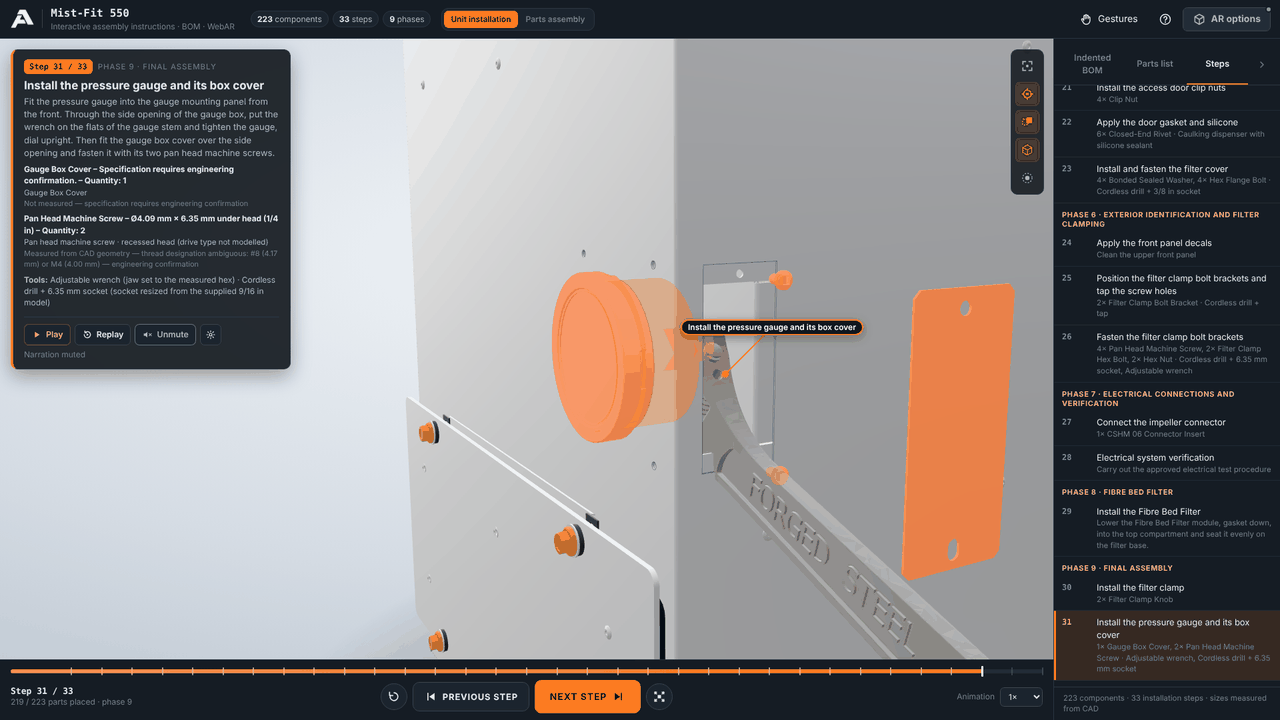 Mist-Fit 550
Interactive assembly instructions · BOM · WebAR
223 components
33 steps
9 phases
Unit installation
Parts assembly
Gestures
AR options
Step 31 / 33
PHASE 9 · FINAL ASSEMBLY
Install the pressure gauge and its box cover
Fit the pressure gauge into the gauge mounting panel from
the front. Through the side opening of the gauge box, put the
wrench on the flats of the gauge stem and tighten the gauge,
dial upright. Then fit the gauge box cover over the side
opening and fasten it with its two pan head machine screws.
Gauge Box Cover – Specification requires engineering
confirmation. – Quantity: 1
Gauge Box Cover
Not measured — specification requires engineering confirmation
Pan Head Machine Screw – Ø4.09 mm × 6.35 mm under head (1/4
in) – Quantity: 2
Pan head machine screw · recessed head (drive type not modelled)
Measured from CAD geometry — thread designation ambiguous: #8 (4.17
mm) or M4 (4.00 mm) — engineering confirmation
Tools: Adjustable wrench (jaw set to the measured hex) · Cordless
drill + 6.35 mm socket (socket resized from the supplied 9/16 in
model)
Play
Replay
Unmute
Narration muted
Install the pressure gauge and its box cover
FORGED STEEL
Indented
BOM
Parts list
Steps
21
Install the access door clip nuts
4× Clip Nut
22
Apply the door gasket and silicone
6× Closed-End Rivet · Caulking dispenser with
silicone sealant
23
Install and fasten the filter cover
4× Bonded Sealed Washer, 4× Hex Flange Bolt ·
Cordless drill + 3/8 in socket
PHASE 6 · EXTERIOR IDENTIFICATION AND FILTER
CLAMPING
24
Apply the front panel decals
Clean the upper front panel
25
Position the filter clamp bolt brackets and
tap the screw holes
2× Filter Clamp Bolt Bracket · Cordless drill +
tap
26
Fasten the filter clamp bolt brackets
4× Pan Head Machine Screw, 2× Filter Clamp
Hex Bolt, 2× Hex Nut · Cordless drill + 6.35 mm
socket, Adjustable wrench
PHASE 7 · ELECTRICAL CONNECTIONS AND
VERIFICATION
27
Connect the impeller connector
1× CSHM 06 Connector Insert
28
Electrical system verification
Carry out the approved electrical test procedure
PHASE 8 · FIBRE BED FILTER
29
Install the Fibre Bed Filter
Lower the Fibre Bed Filter module, gasket down,
into the top compartment and seat it evenly on
the filter base.
PHASE 9 · FINAL ASSEMBLY
30
Install the filter clamp
2× Filter Clamp Knob
31
Install the pressure gauge and its box
cover
1× Gauge Box Cover, 2× Pan Head Machine
Screw · Adjustable wrench, Cordless drill + 6.35
mm socket
223 components · 33 installation steps · sizes measured
from CAD
Step 31 / 33
219 / 223 parts placed · phase 9
PREVIOUS STEP
NEXT STEP
Animation
1×